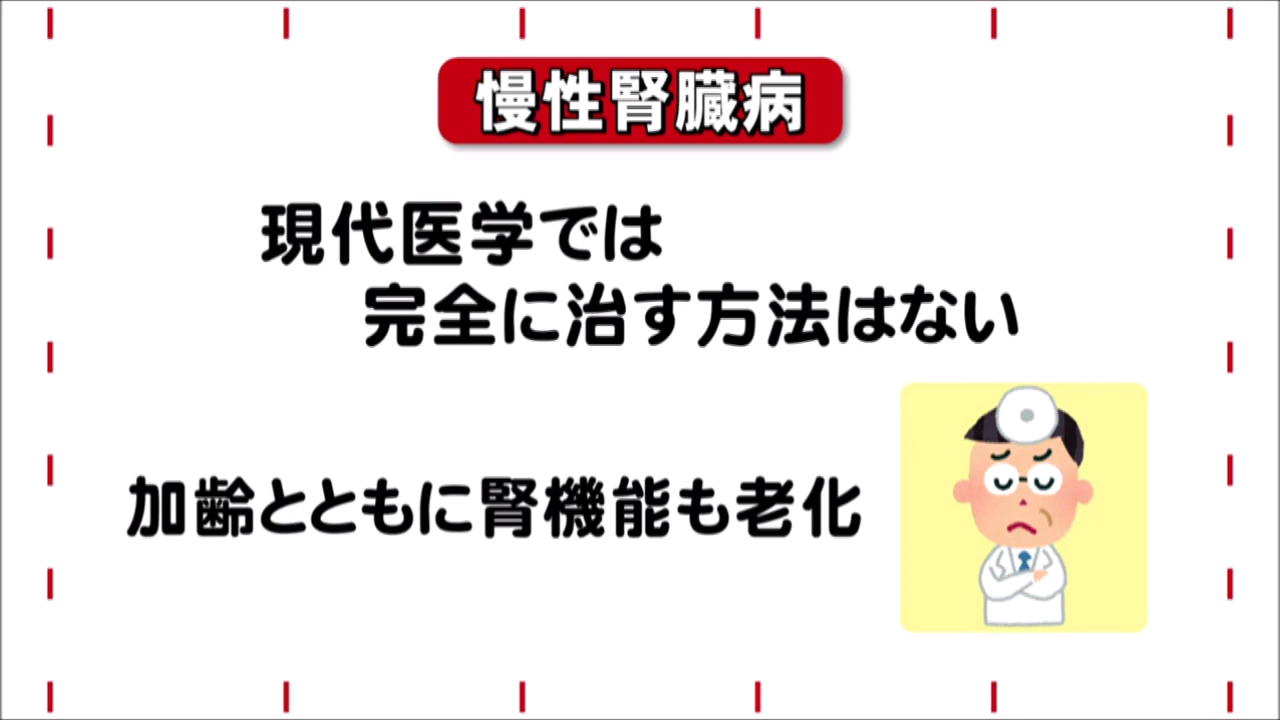 慢性腎臓病
現代医学では
完全に治す方法はない
加齢とともに腎機能も老化